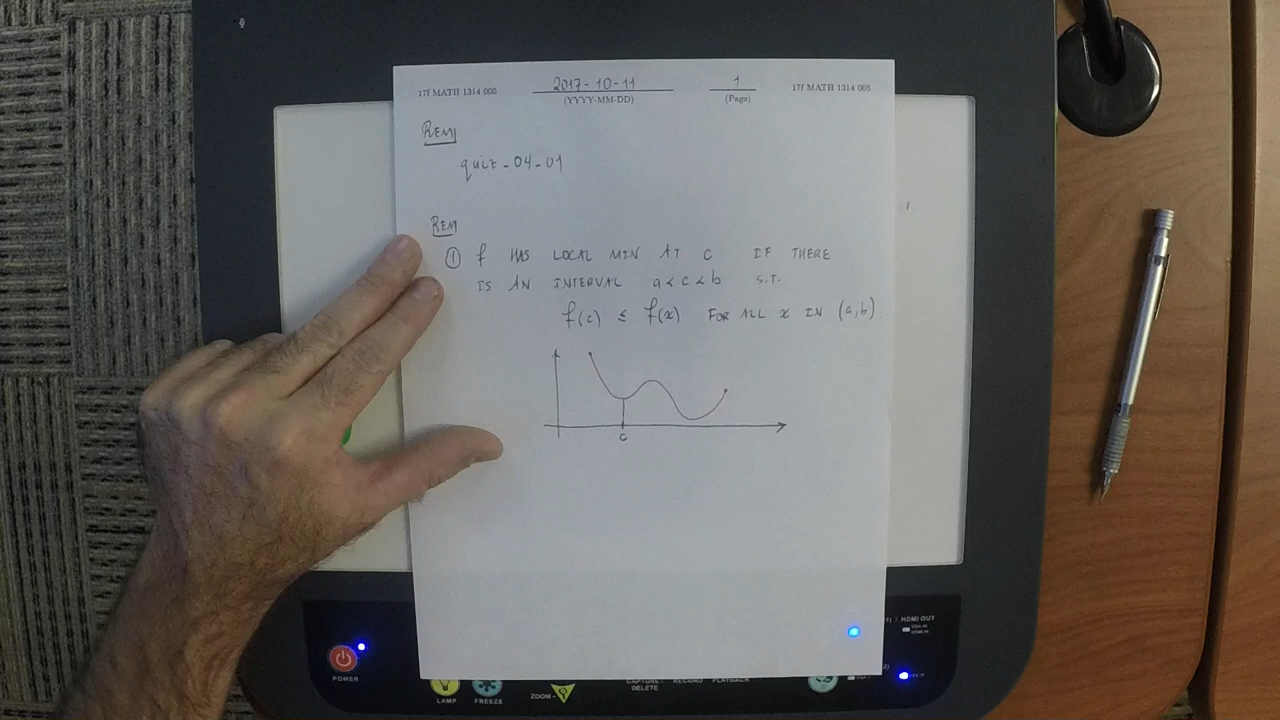 17f MATH 1314 005 2017-10-11 1 17f MATH 1314 005
(YYYY-MM-DD) (Page)
REM
quiz-04-01
REM
① f HAS LOCAL MIN AT c IF THERE
IS AN INTERVAL a<c<b S.T.
f(c) ≤ f(x) FOR ALL x IN (a,b).
c
/ HDMI OUT
POWER
LAMP
FREEZE
ZOOM
DELETE
RECORD
PLAYBACK